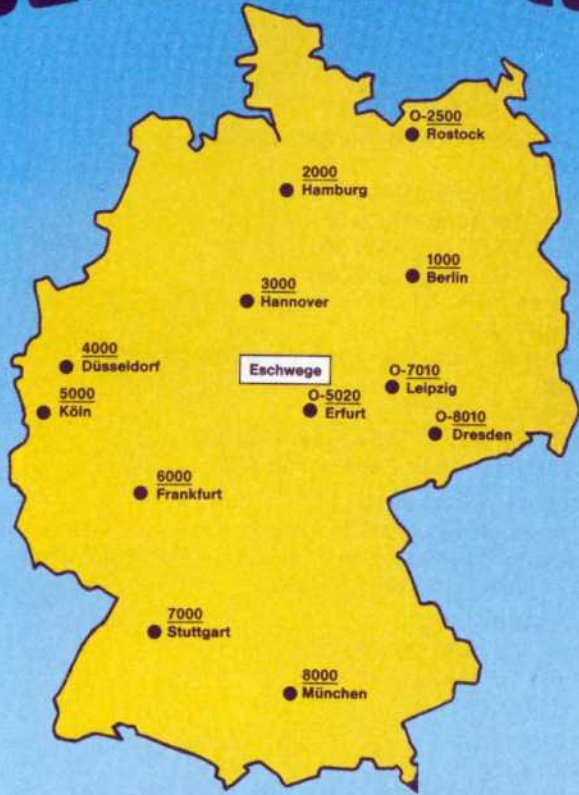 O-2500
Rostock
2000
Hamburg
1000
Berlin
3000
Hannover
4000
Düsseldorf
Eschwege
O-7010
Leipzig
5000
Köln
O-5020
Erfurt
O-8010
Dresden
6000
Frankfurt
7000
Stuttgart
8000
München